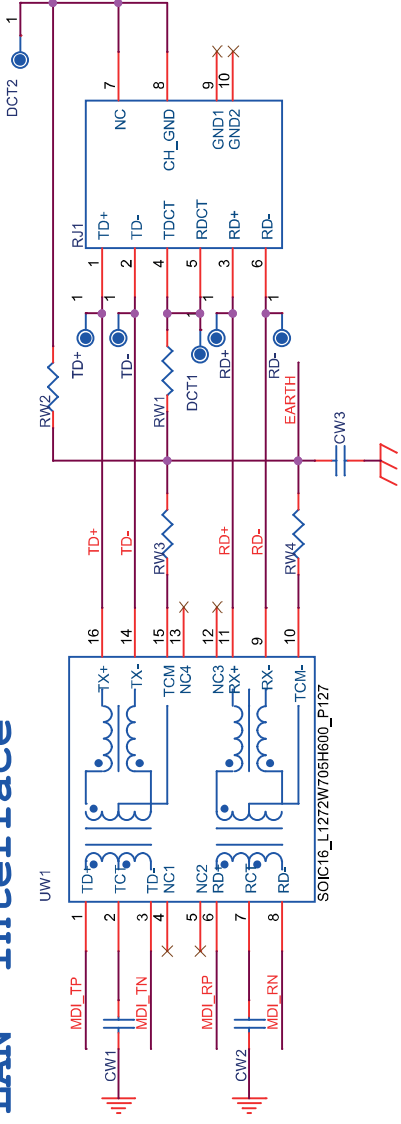 LAN Interface
UW1
MDI_TP
MDI_TN
MDI_RP
MDI_RN
CW1
CW2
1
2
3
4
5
6
7
8
TD+
TCT
TD-
NC1
NC2
RD+
RCT
RD-
TX+
TX-
TCM
NC4
NC3
RX+
RX-
TCM-
16
14
15
13
12
11
9
10
SOIC16_L1272W705H600_P127
TD+
TD-
RW3
RD+
RD-
RW4
RW2
RW1
EARTH
CW3
TD+
1
TD-
1
DCT1
1
RD+
1
RD-
1
RJ1
1
2
4
5
3
6
TD+
TD-
TDCT
RDCT
RD+
RD-
NC
CH_GND
GND1
GND2
7
8
9
10
DCT2
1